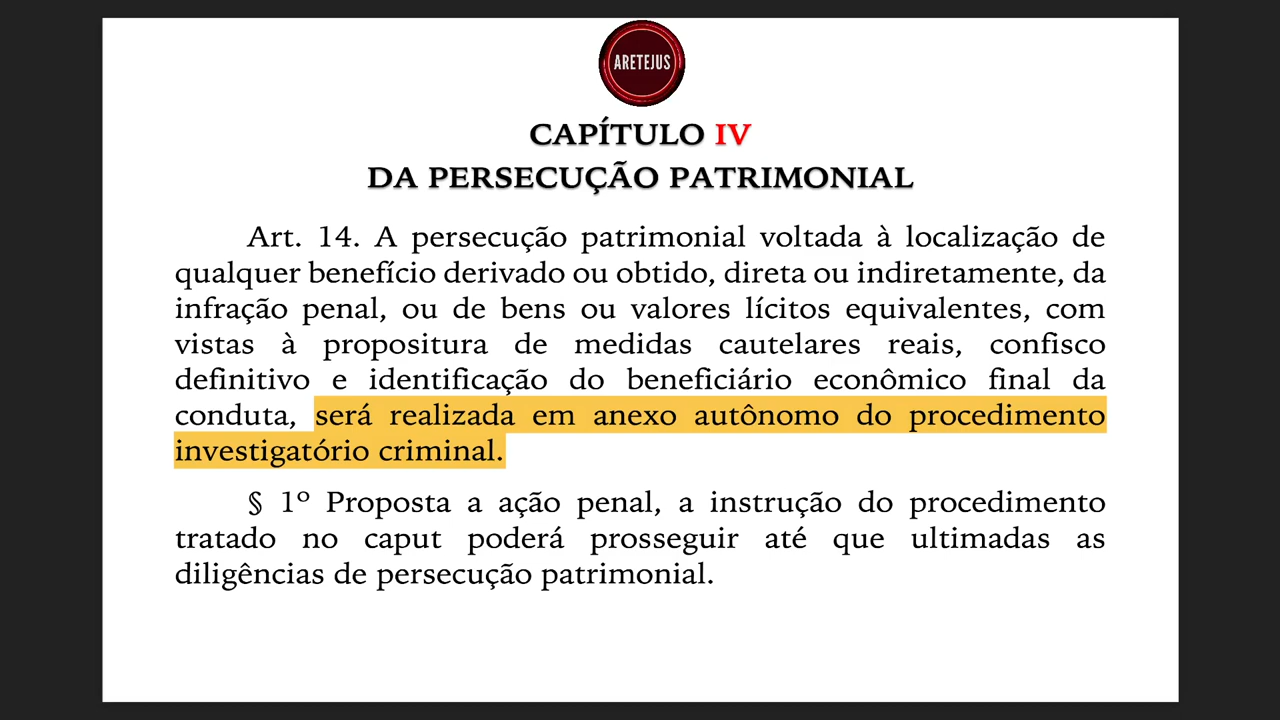 ARETEJUS
CAPÍTULO IV
DA PERSECUÇÃO PATRIMONIAL
Art. 14. A persecução patrimonial voltada à localização de
qualquer benefício derivado ou obtido, direta ou indiretamente, da
infração penal, ou de bens ou valores lícitos equivalentes, com
vistas à propositura de medidas cautelares reais, confisco
definitivo e identificação do beneficiário econômico final da
conduta, será realizada em anexo autônomo do procedimento
investigatório criminal.
§ 1º Proposta a ação penal, a instrução do procedimento
tratado no caput poderá prosseguir até que ultimadas as
diligências de persecução patrimonial.